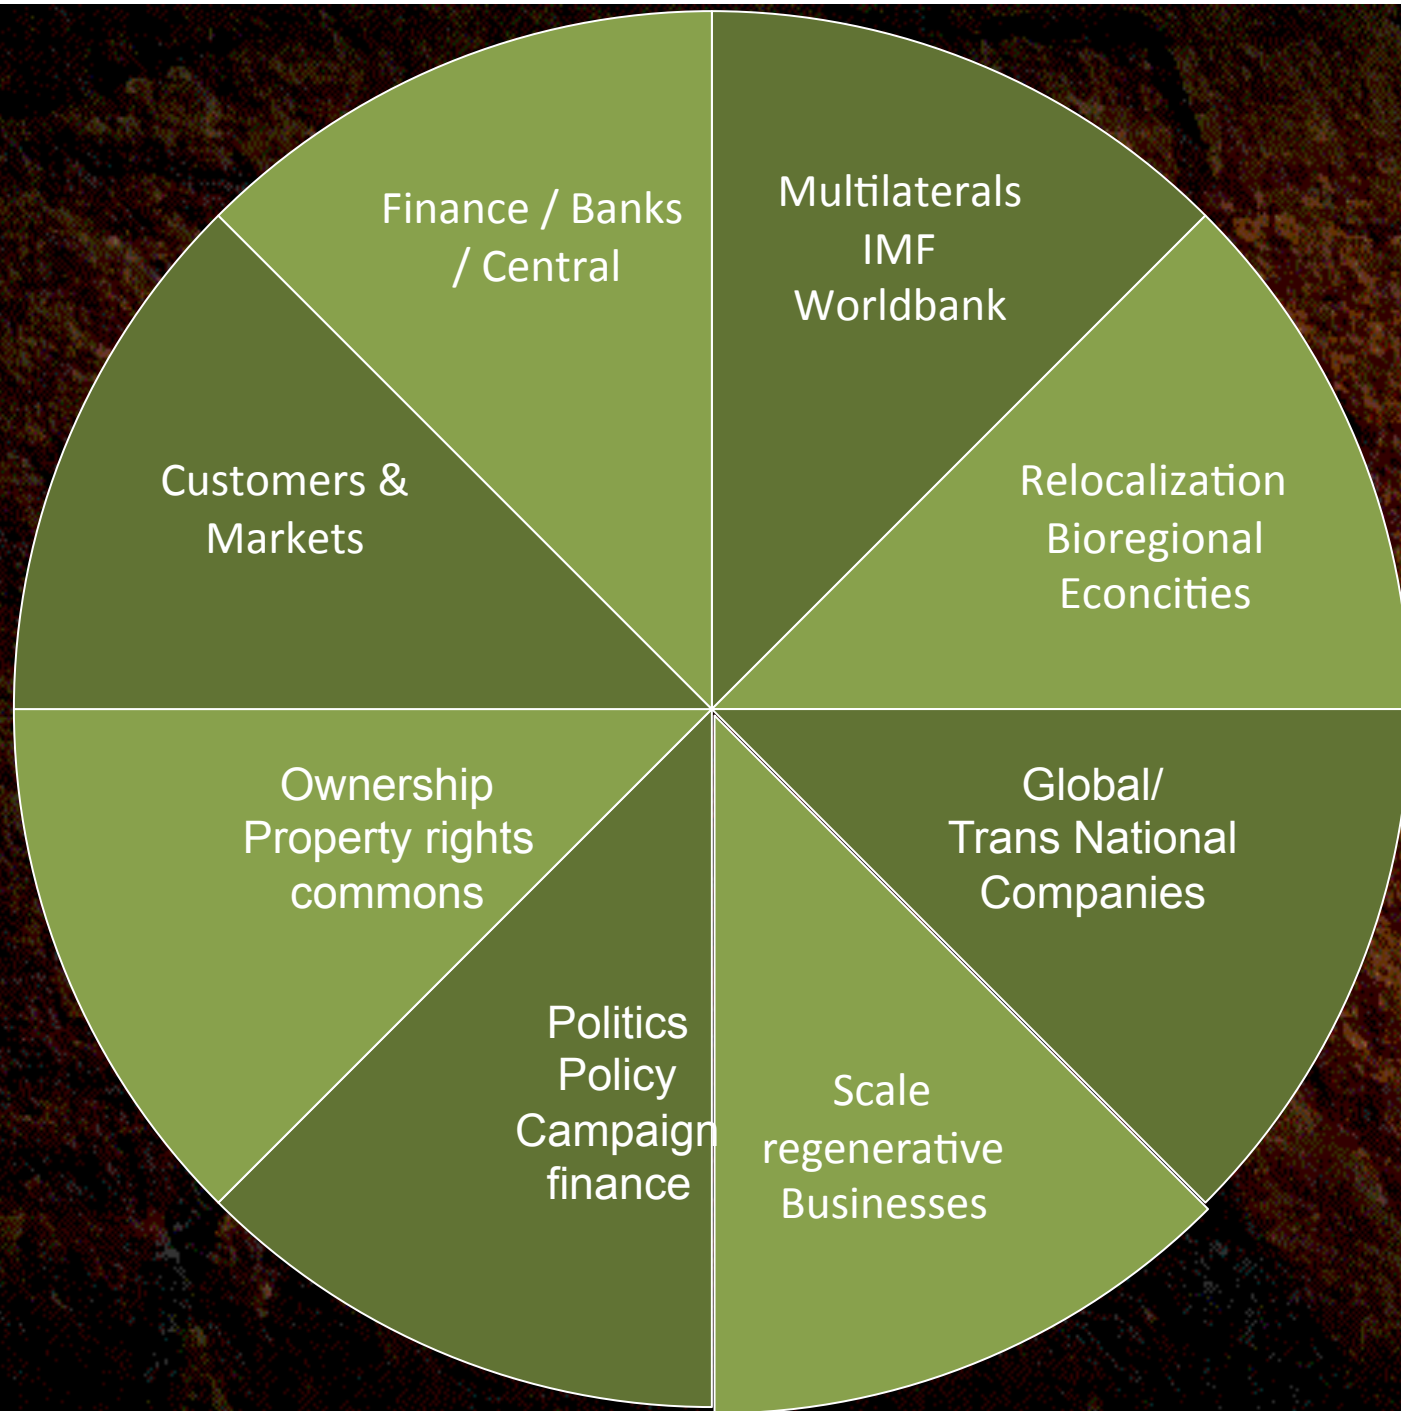 Finance / Banks
/ Central
Multilaterals
IMF
Worldbank
Customers &
Markets
Relocalization
Bioregional
Econcities
Ownership
Property rights
commons
Global/
Trans National
Companies
Politics
Policy
Campaign
finance
Scale
regenerative
Businesses